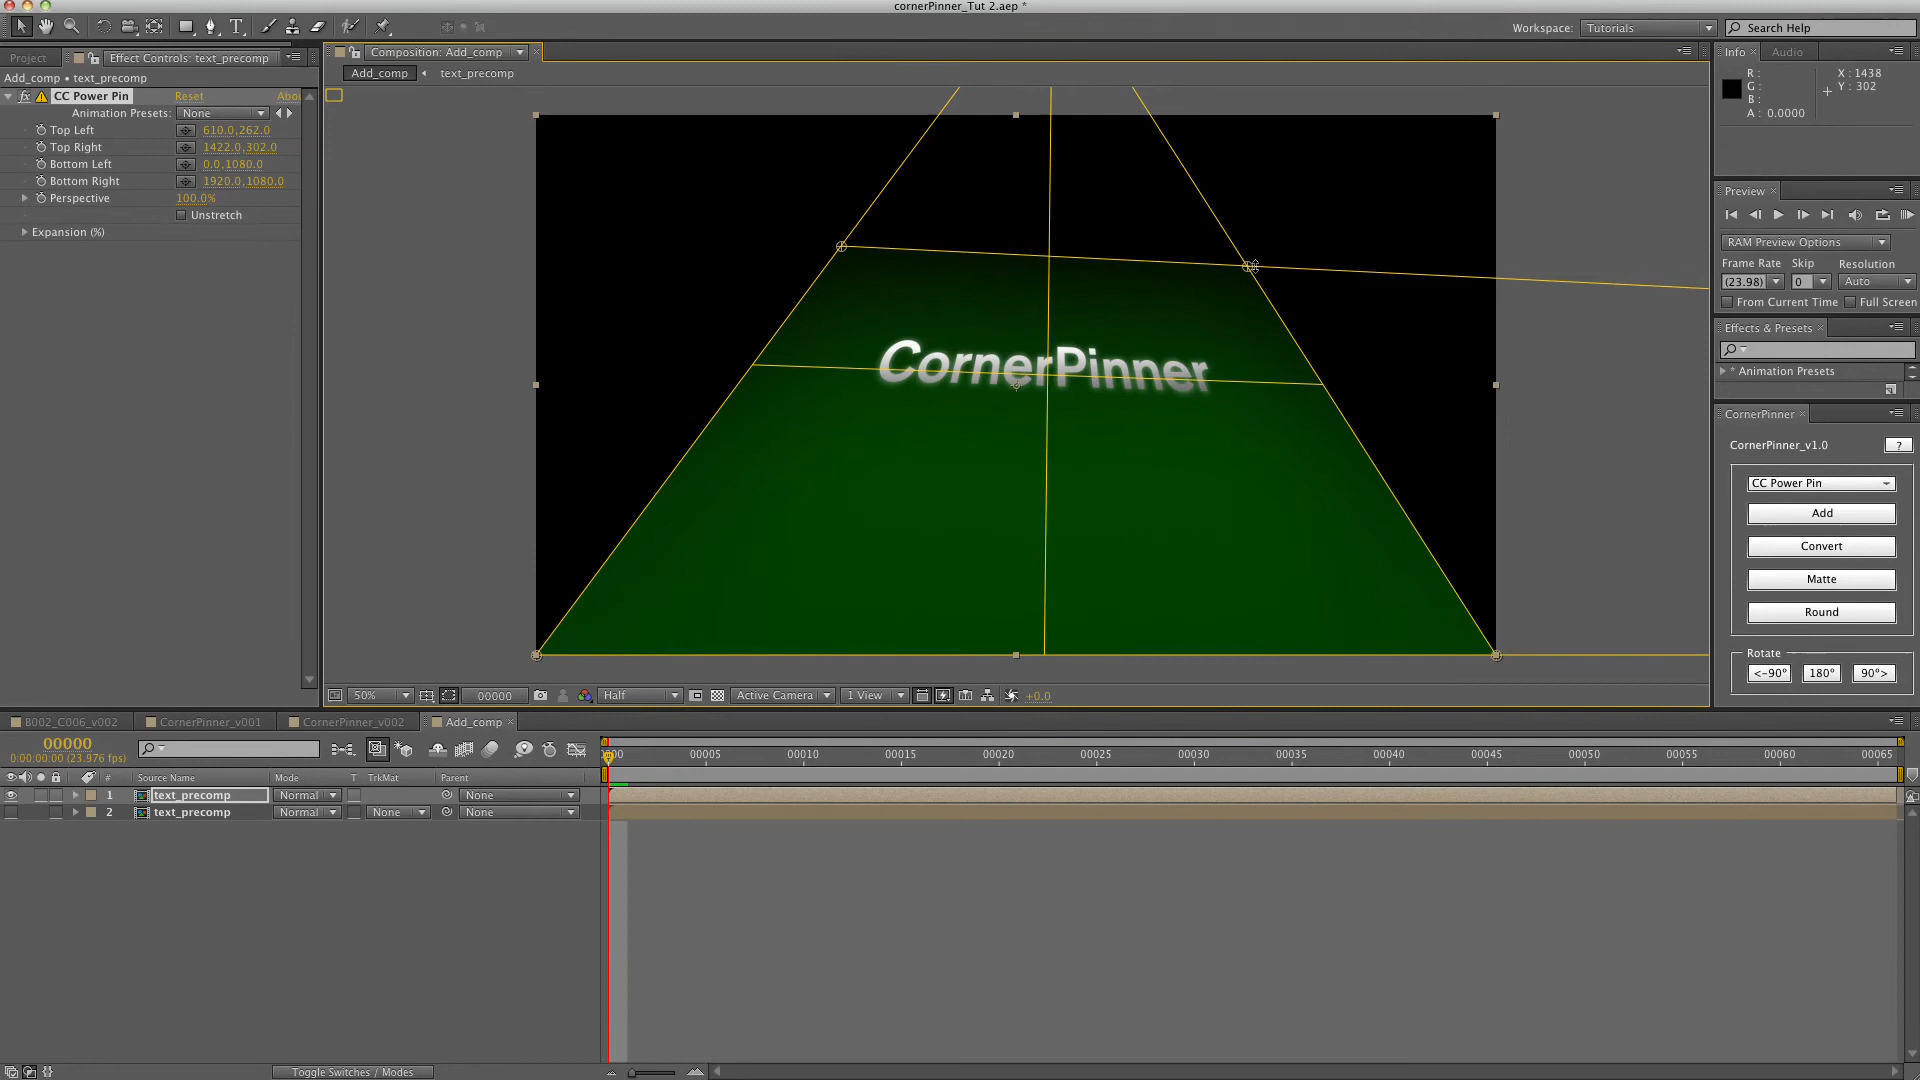 cornerPinner_Tut 2.aep *
Workspace: Tutorials
Search Help
Project
Effect Controls: text_precomp
Composition: Add_comp
Info
Audio
Add_comp • text_precomp
Add_comp
text_precomp
R :
G :
B :
A : 0.0000
X : 1438
Y : 302
fx CC Power Pin Reset Abou
Animation Presets: None
Top Left 610.0,262.0
Top Right 1422.0,302.0
Bottom Left 0.0,1080.0
Bottom Right 1920.0,1080.0
Perspective 100.0%
Unstretch
Expansion (%)
CornerPinner
Preview
RAM Preview Options
Frame Rate Skip Resolution
(23.98) 0 Auto
From Current Time Full Screen
Effects & Presets
* Animation Presets
CornerPinner
CornerPinner_v1.0 ?
CC Power Pin
Add
Convert
Matte
Round
Rotate
<-90° 180° 90°>
50% 00000 Half Active Camera 1 View +0.0
B002_C006_v002 CornerPinner_v001 CornerPinner_v002 Add_comp
00000
0:00:00:00 (23.976 fps)
00 00005 00010 00015 00020 00025 00030 00035 00040 00045 00050 00055 00060 00065
# Source Name Mode T TrkMat Parent
1 text_precomp Normal None
2 text_precomp Normal None None
Toggle Switches / Modes